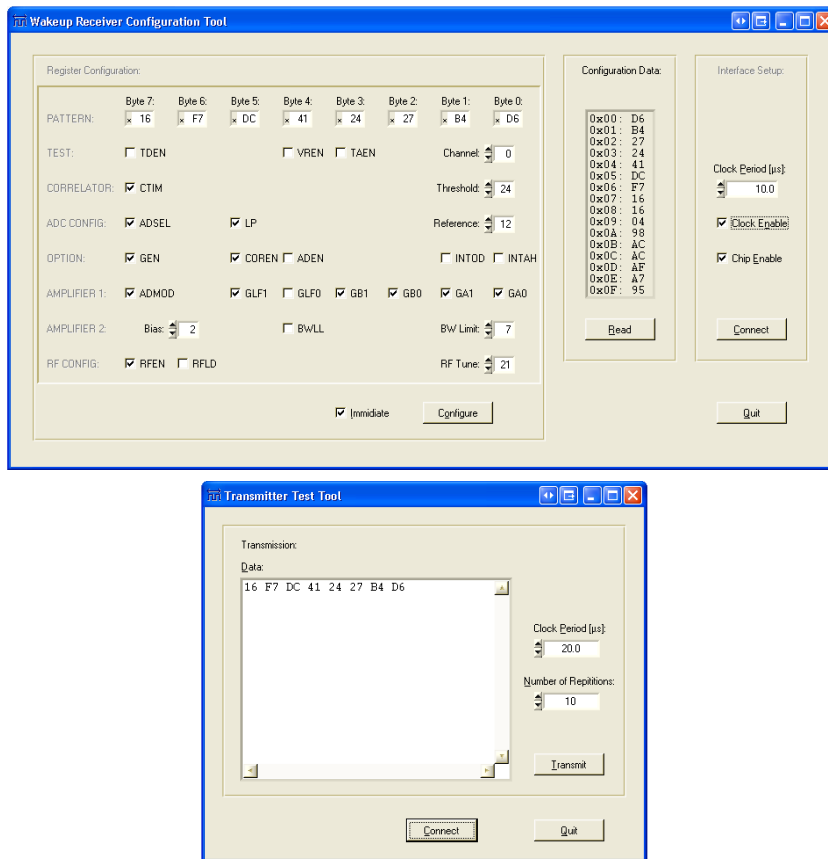 Wakeup Receiver Configuration Tool
Register Configuration:
Byte 7: Byte 6: Byte 5: Byte 4: Byte 3: Byte 2: Byte 1: Byte 0:
PATTERN: x 16 x F7 x DC x 41 x 24 x 27 x B4 x D6
TEST: TDEN VREN TAEN Channel: 0
CORRELATOR: CTIM Threshold: 24
ADC CONFIG: ADSEL LP Reference: 12
OPTION: GEN COREN ADEN INTOD INTAH
AMPLIFIER 1: ADMOD GLF1 GLF0 GB1 GB0 GA1 GA0
AMPLIFIER 2: Bias: 2 BWLL BW Limit: 7
RF CONFIG: RFEN RFLD RF Tune: 21
Immidiate Configure
Configuration Data:
0x00: D6
0x01: B4
0x02: 27
0x03: 24
0x04: 41
0x05: DC
0x06: F7
0x07: 16
0x08: 16
0x09: 04
0x0A: 98
0x0B: AC
0x0C: AC
0x0D: AF
0x0E: A7
0x0F: 95
Read
Interface Setup:
Clock Period [µs]:
10.0
Clock Enable
Chip Enable
Connect
Quit
Transmitter Test Tool
Transmission:
Data:
16 F7 DC 41 24 27 B4 D6
Clock Period [µs]:
20.0
Number of Repititions:
10
Transmit
Connect Quit